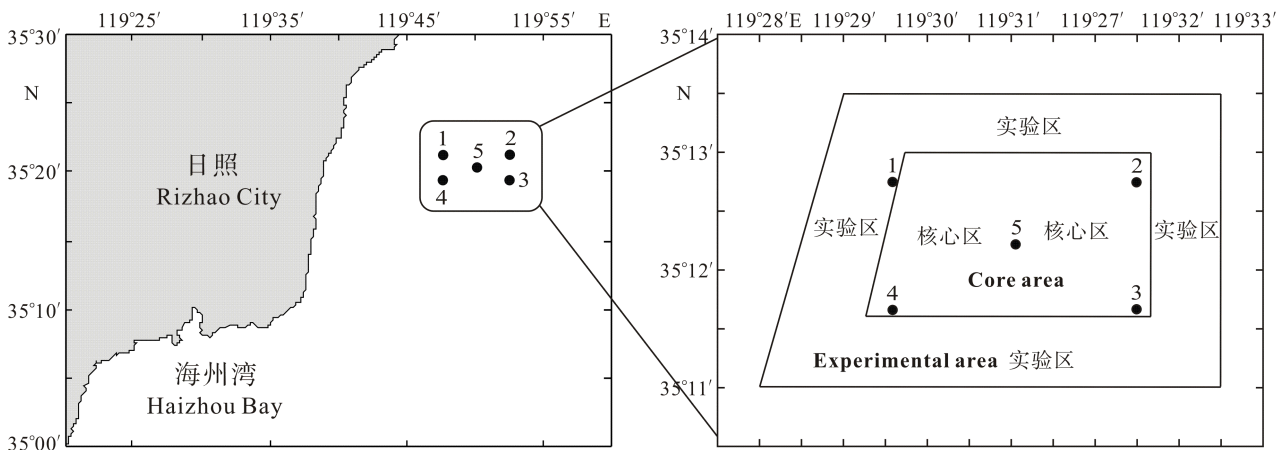 119°25′ 119°35′ 119°45′ 119°55′ E
35°30′
N
35°20′
35°10′
35°00′
日照
Rizhao City
海州湾
Haizhou Bay
1 2
5
4 3
119°28′E 119°29′ 119°30′ 119°31′ 119°27′ 119°32′ 119°33′
35°14′
N
35°13′
35°12′
35°11′
实验区
1 2
实验区 核心区 5 核心区 实验区
Core area
4 3
Experimental area 实验区